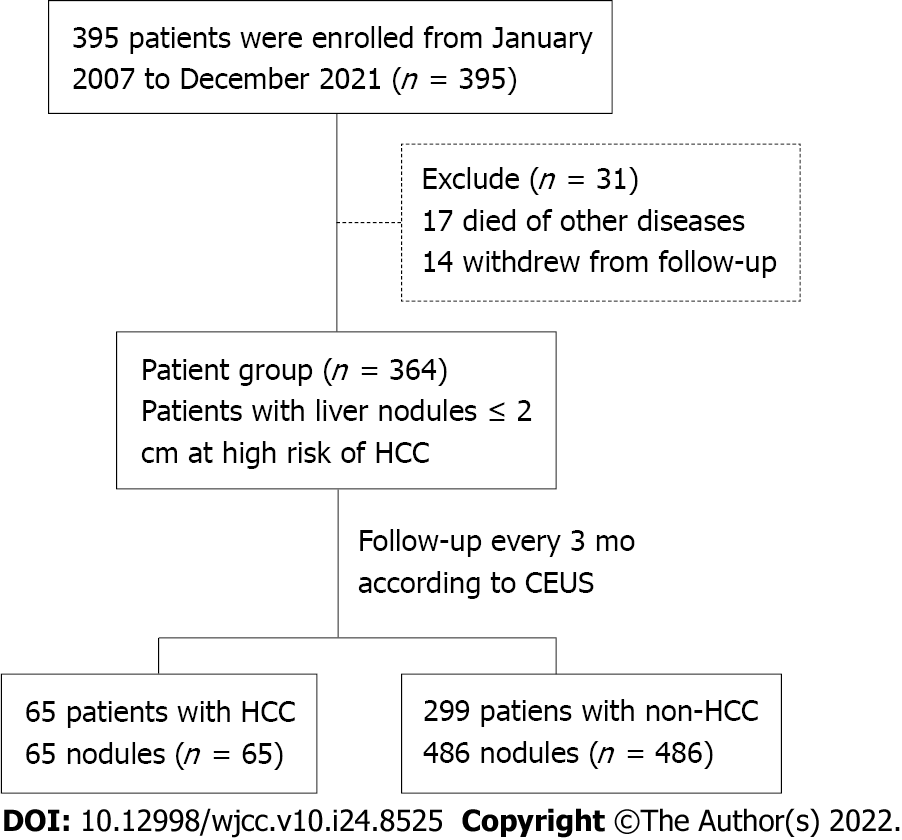 395 patients were enrolled from January
2007 to December 2021 (n = 395)
Exclude (n = 31)
17 died of other diseases
14 withdrew from follow-up
Patient group (n = 364)
Patients with liver nodules ≤ 2
cm at high risk of HCC
Follow-up every 3 mo
according to CEUS
65 patients with HCC
65 nodules (n = 65)
299 patiens with non-HCC
486 nodules (n = 486)
DOI: 10.12998/wjcc.v10.i24.8525 Copyright ©The Author(s) 2022.